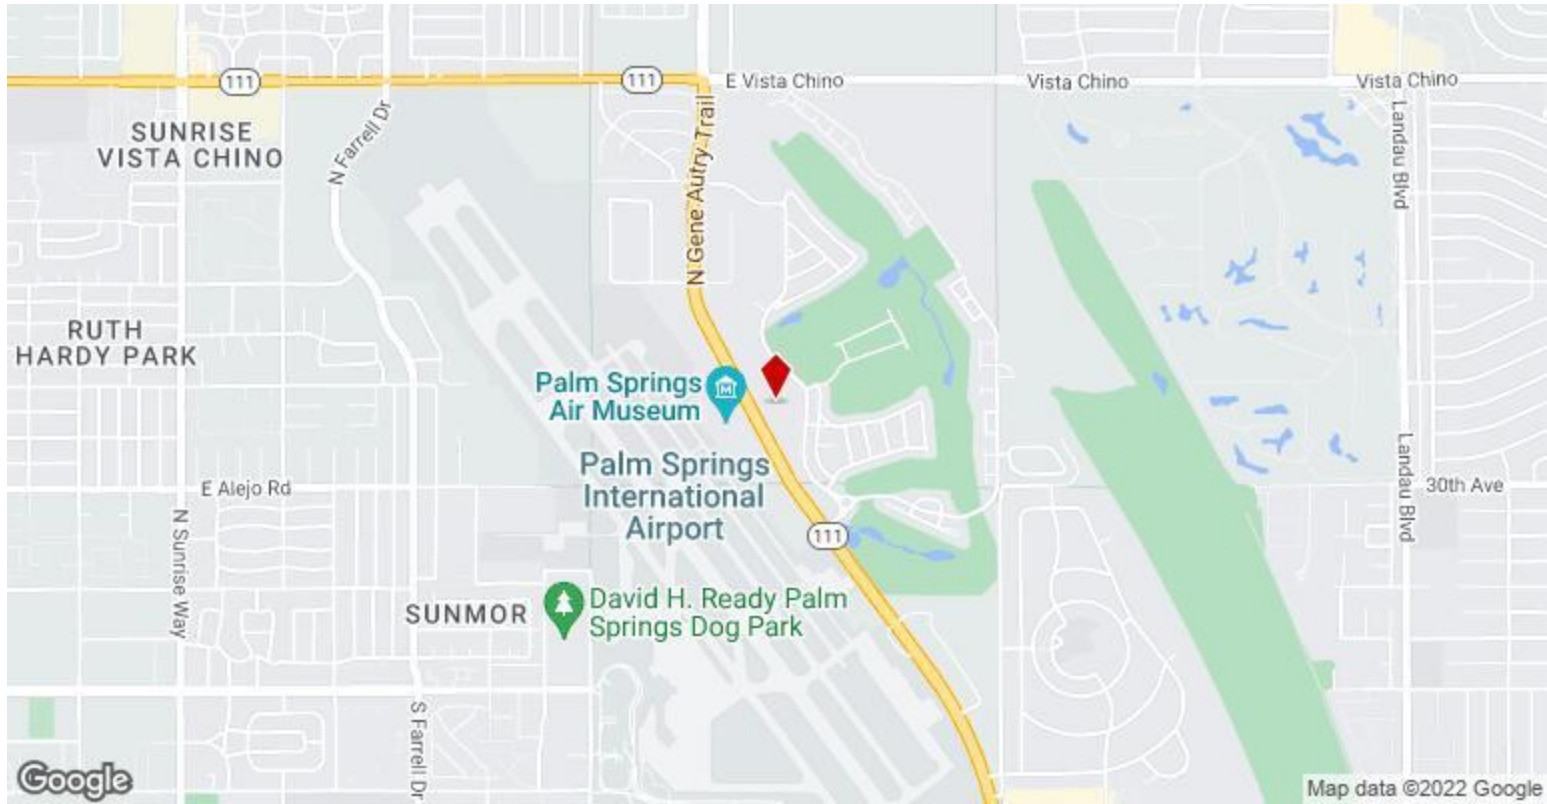 111
111
E Vista Chino
Vista Chino
Vista Chino
SUNRISE
VISTA CHINO
N Farrell Dr
N Gene Autry Trail
Landau Blvd
RUTH
HARDY PARK
Palm Springs
Air Museum
M
Palm Springs
International
Airport
E Alejo Rd
30th Ave
Landau Blvd
N Sunrise Way
111
SUNMOR
David H. Ready Palm
Springs Dog Park
S Farrell Dr
Google
Map data ©2022 Google